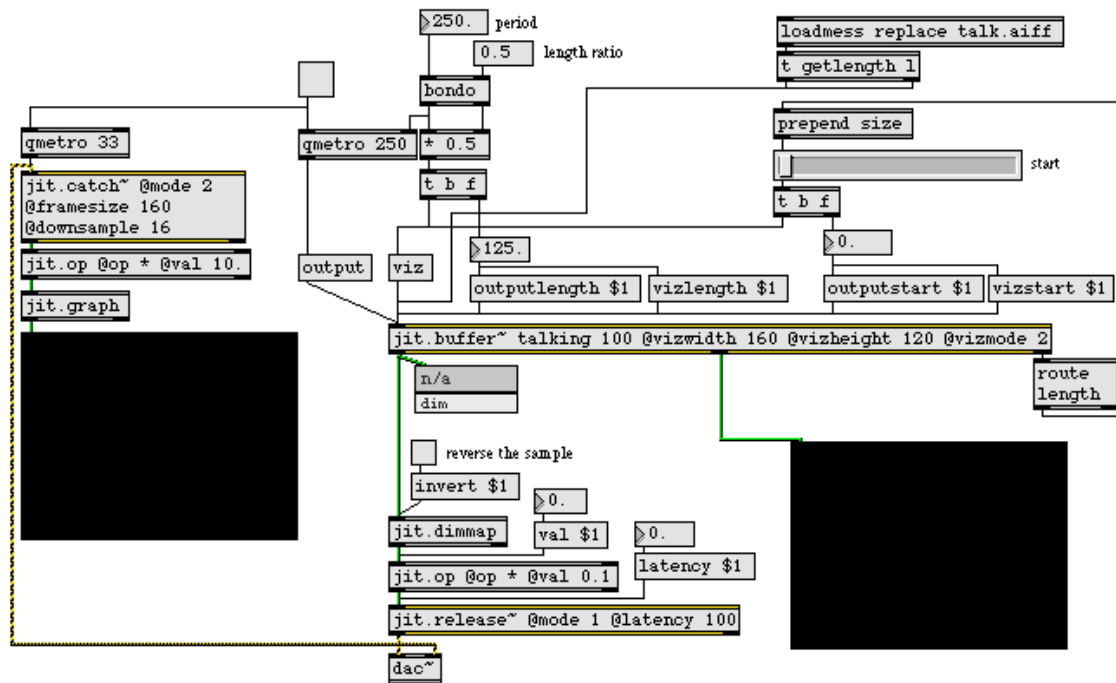 250.
period
loadmess replace talk.aiff
0.5
length ratio
t getlength l
bondo
prepend size
qmetro 33
qmetro 250
* 0.5
start
jit.catch~ @mode 2
@framesize 160
@downsample 16
t b f
t b f
125.
0.
jit.op @op * @val 10.
output
viz
outputlength $1
vizlength $1
outputstart $1
vizstart $1
jit.graph
jit.buffer~ talking 100 @vizwidth 160 @vizheight 120 @vizmode 2
n/a
dim
route
length
reverse the sample
invert $1
0.
jit.dimmap
val $1
0.
latency $1
jit.op @op * @val 0.1
jit.release~ @mode 1 @latency 100
dac~